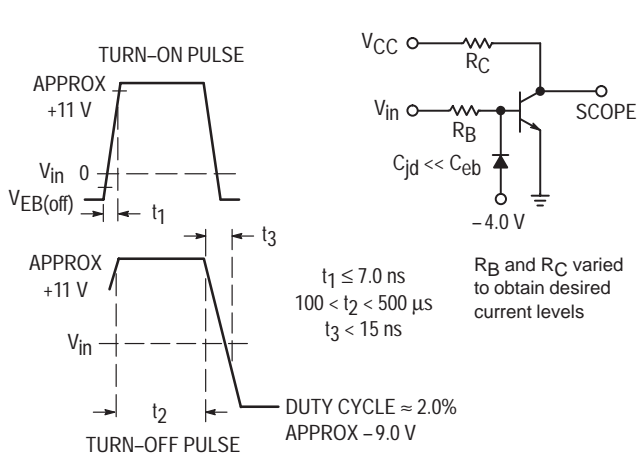 TURN–ON PULSE
APPROX
+11 V
Vin 0
VEB(off)
t1
t3
APPROX
+11 V
Vin
t2
TURN–OFF PULSE
t1 ≤ 7.0 ns
100 < t2 < 500 μs
t3 < 15 ns
DUTY CYCLE ≈ 2.0%
APPROX –9.0 V
VCC
RC
Vin
RB
SCOPE
Cjd << Ceb
–4.0 V
RB and RC varied
to obtain desired
current levels